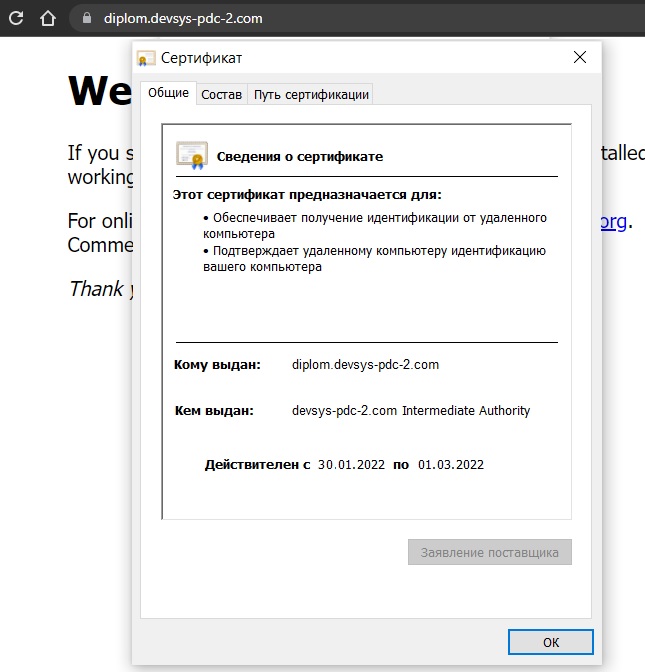 diplom.devsys-pdc-2.com
Сертификат
Общие Состав Путь сертификации
We
Сведения о сертификате
If you s
talled
working
Этот сертификат предназначается для:
• Обеспечивает получение идентификации от удаленного
компьютера
• Подтверждает удаленному компьютеру идентификацию
вашего компьютера
For onli
org.
Comme
Thank y
Кому выдан: diplom.devsys-pdc-2.com
Кем выдан: devsys-pdc-2.com Intermediate Authority
Действителен с 30.01.2022 по 01.03.2022
Заявление поставщика
ОК